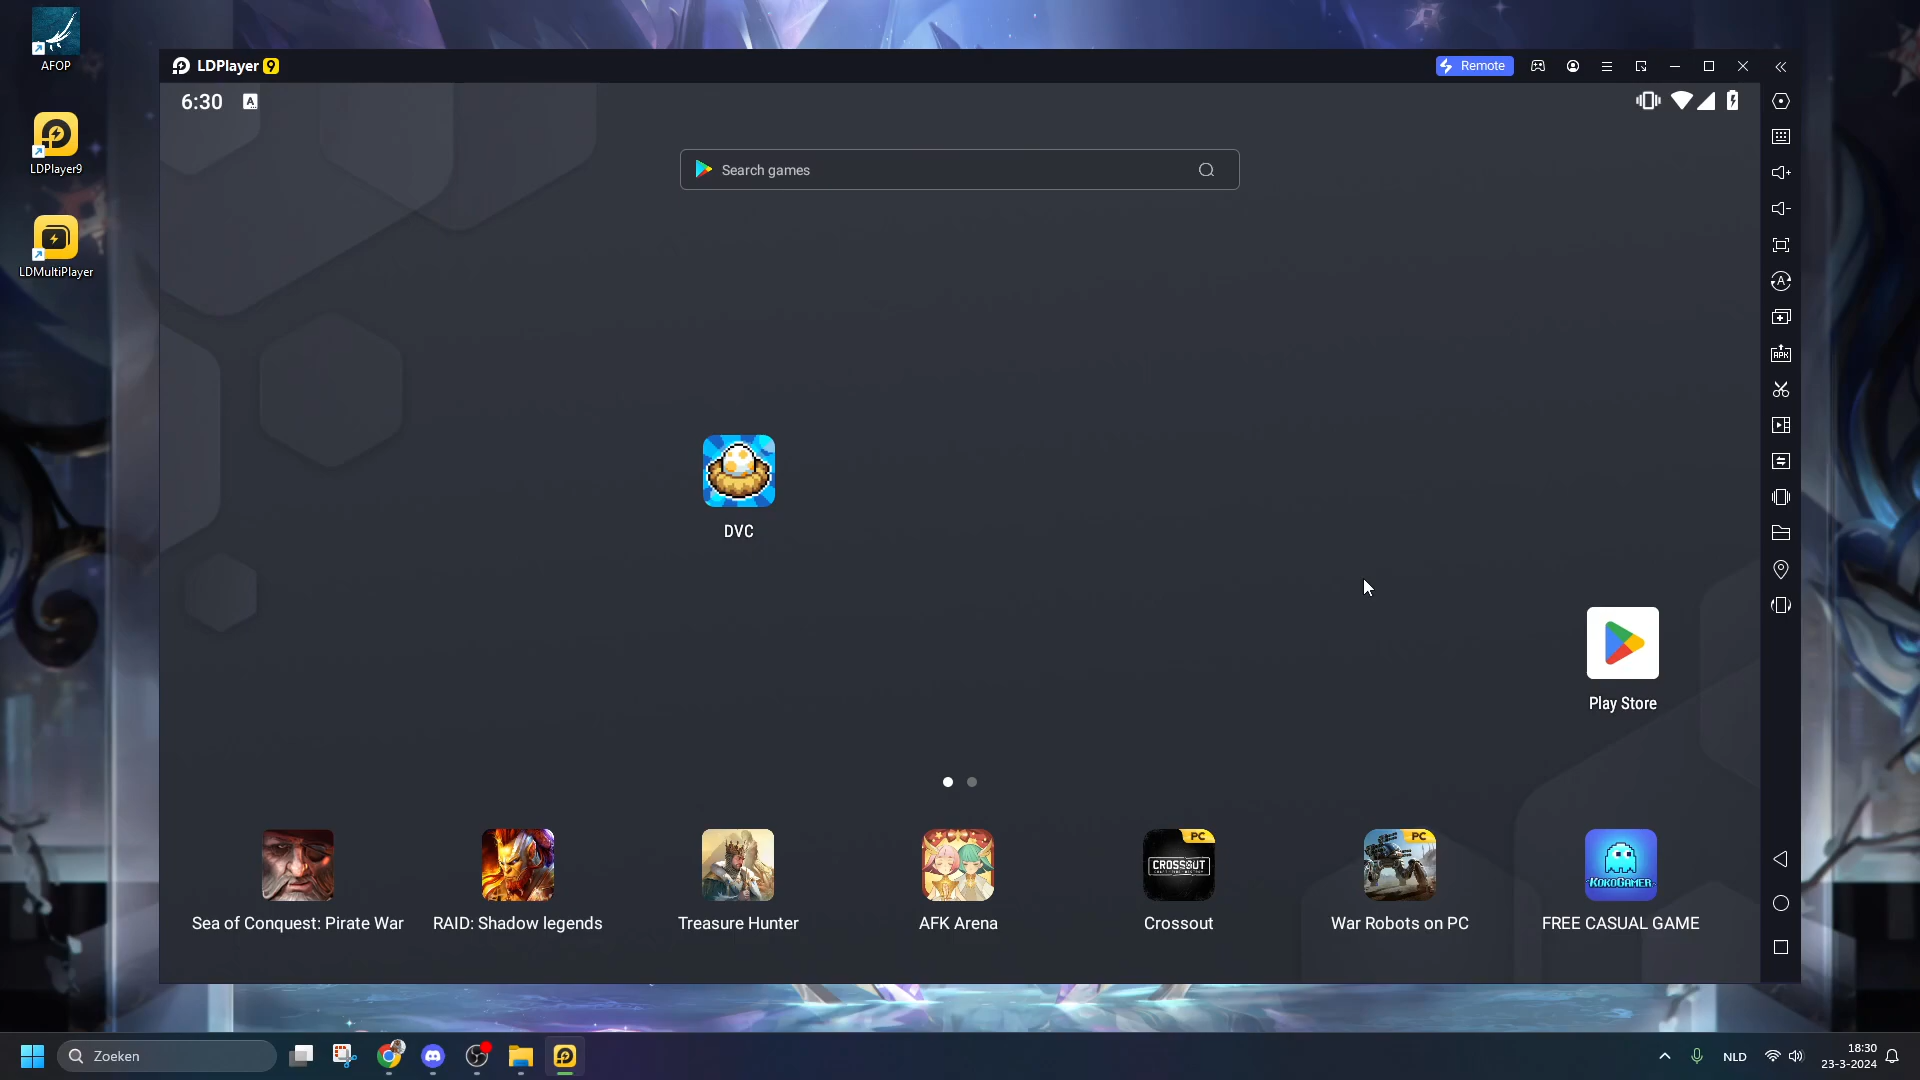 AFOP
LDPlayer9
LDMultiPlayer
LDPlayer 9
Remote
6:30
A
Search games
DVC
Play Store
PC
CROSSOUT
PC
KOKOGAMER
Sea of Conquest: Pirate War
RAID: Shadow legends
Treasure Hunter
AFK Arena
Crossout
War Robots on PC
FREE CASUAL GAME
A
APK
Zoeken
NLD
18:30
23-3-2024